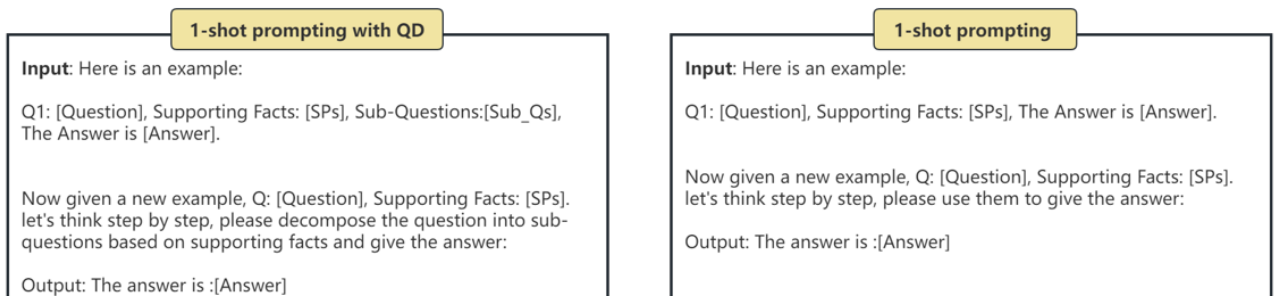 1-shot prompting with QD
Input: Here is an example:
Q1: [Question], Supporting Facts: [SPs], Sub-Questions:[Sub_Qs],
The Answer is [Answer].
Now given a new example, Q: [Question], Supporting Facts: [SPs].
let's think step by step, please decompose the question into sub-
questions based on supporting facts and give the answer:
Output: The answer is :[Answer]
1-shot prompting
Input: Here is an example:
Q1: [Question], Supporting Facts: [SPs], The Answer is [Answer].
Now given a new example, Q: [Question], Supporting Facts: [SPs].
let's think step by step, please use them to give the answer:
Output: The answer is :[Answer]